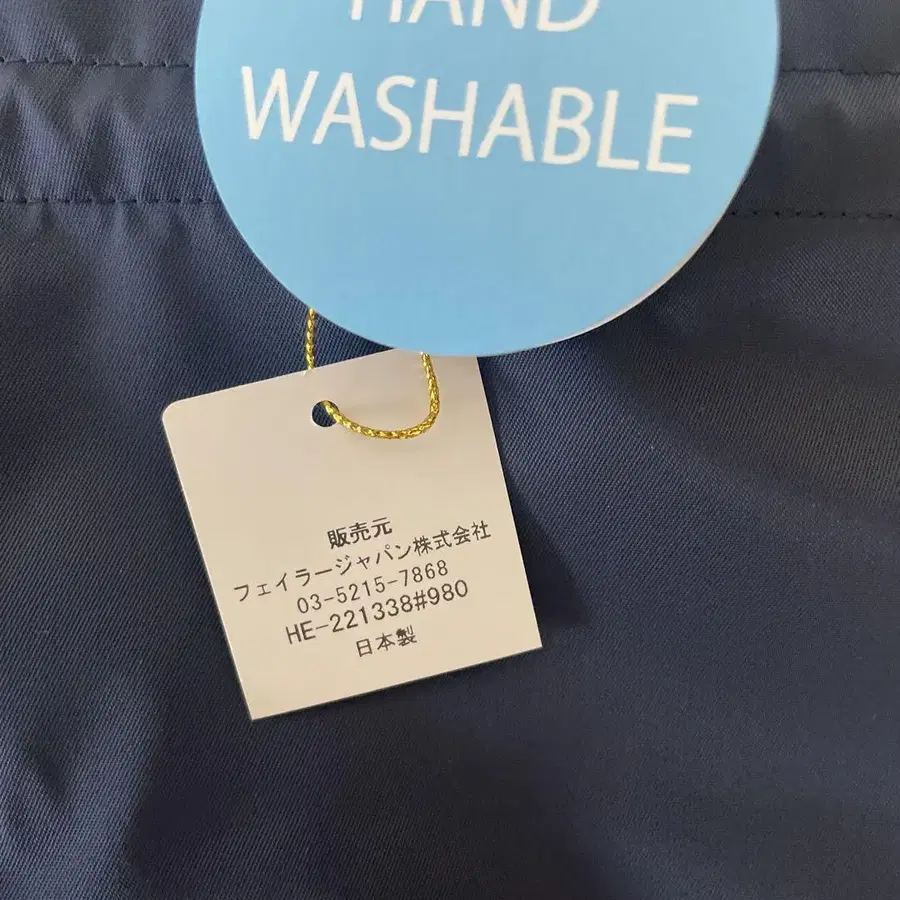 HAND
WASHABLE
販売元
フェイラージャパン株式会社
03-5215-7868
HE-221338#980
日本製